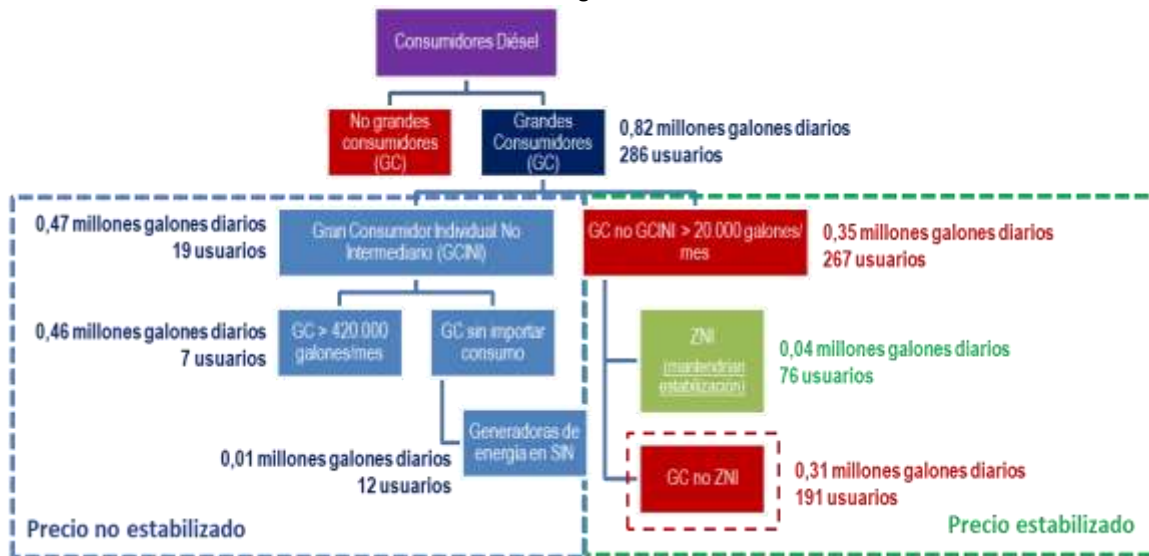 Consumidores Diésel
No grandes
consumidores
(GC)
Grandes
Consumidores
(GC)
0,82 millones galones diarios
286 usuarios
0,47 millones galones diarios
19 usuarios
Gran Consumidor Individual No
Intermediario (GCINI)
GC no GCINI > 20.000 galones/
mes
0,35 millones galones diarios
267 usuarios
0,46 millones galones diarios
7 usuarios
GC > 420.000
galones/mes
GC sin importar
consumo
ZNI
(mantendrían
estabilización)
0,04 millones galones diarios
76 usuarios
Generadoras de
energía en SIN
0,01 millones galones diarios
12 usuarios
GC no ZNI
0,31 millones galones diarios
191 usuarios
Precio no estabilizado
Precio estabilizado